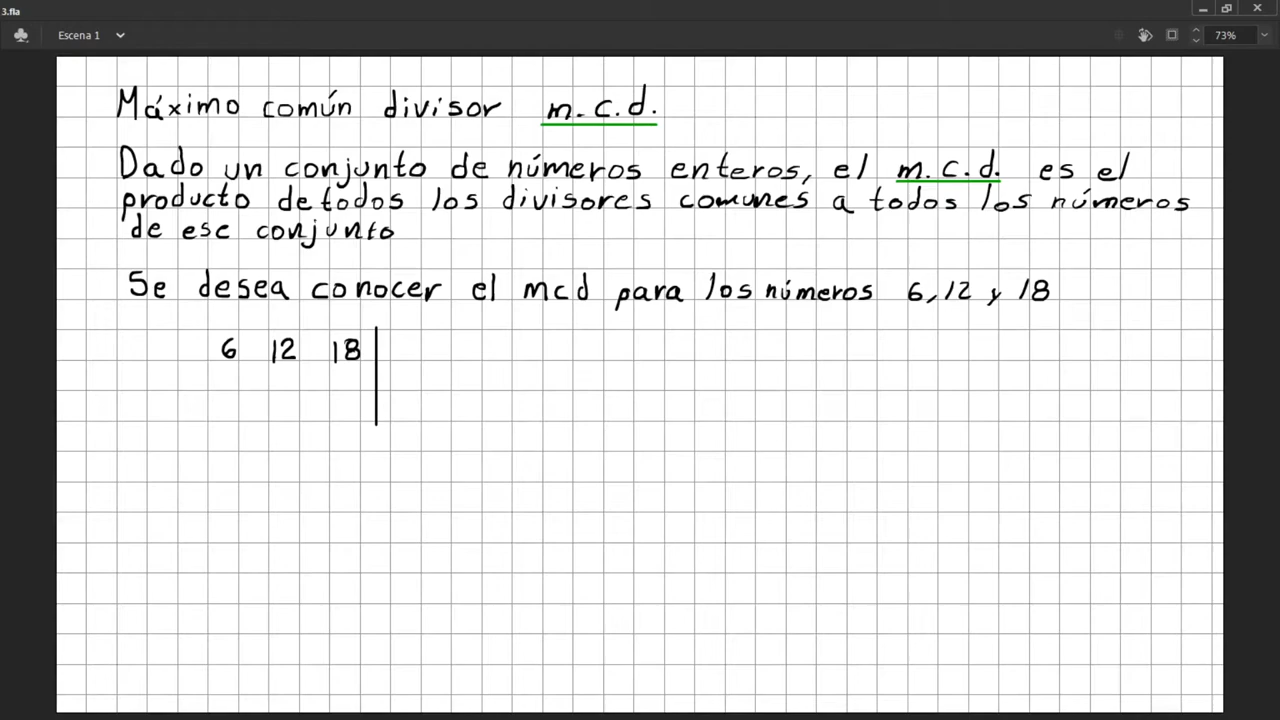 3.fla
Escena 1
73%
Máximo común divisor m.c.d.
Dado un conjunto de números enteros, el m.c.d. es el
producto de todos los divisores comunes a todos los números
de ese conjunto
Se desea conocer el mcd para los números 6, 12 y 18
6 12 18